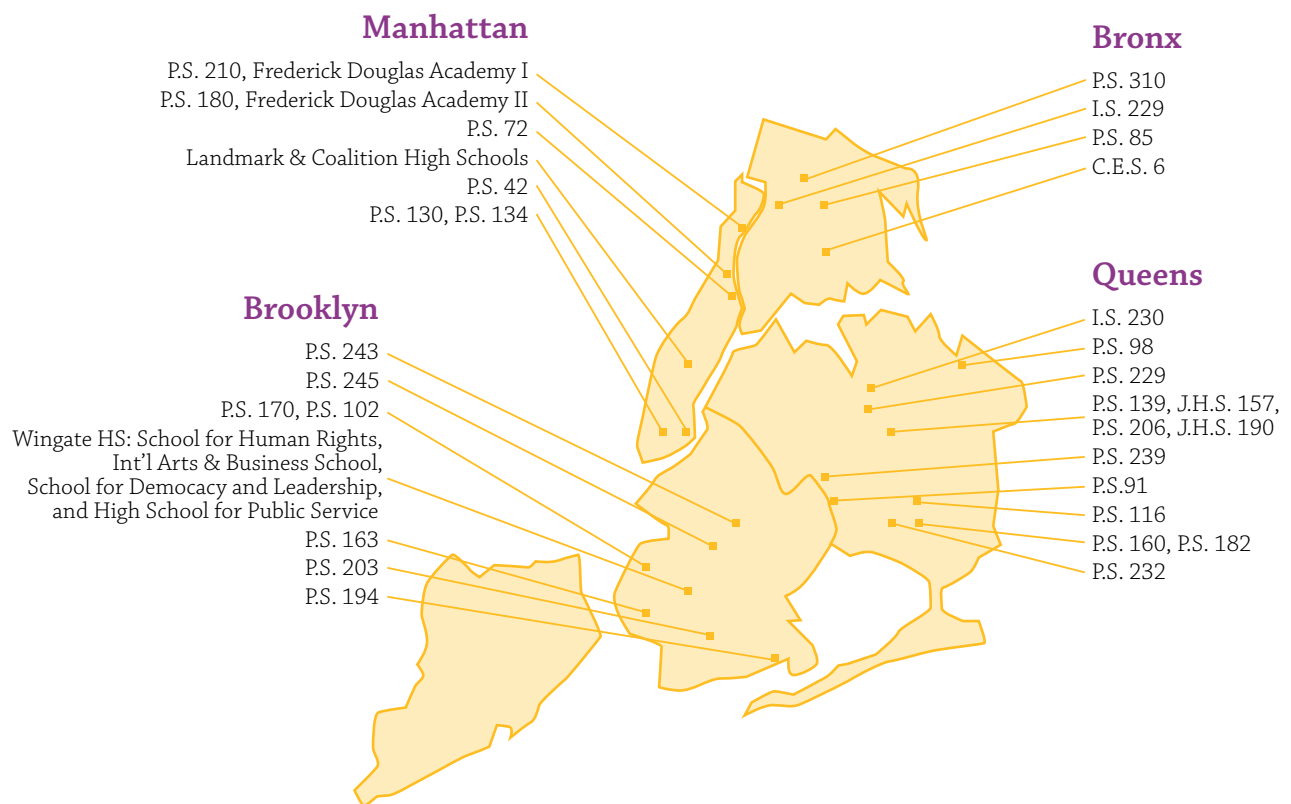 Manhattan
P.S. 210, Frederick Douglas Academy I
P.S. 180, Frederick Douglas Academy II
P.S. 72
Landmark & Coalition High Schools
P.S. 42
P.S. 130, P.S. 134
Brooklyn
P.S. 243
P.S. 245
P.S. 170, P.S. 102
Wingate HS: School for Human Rights,
Int'l Arts & Business School,
School for Democacy and Leadership,
and High School for Public Service
P.S. 163
P.S. 203
P.S. 194
Bronx
P.S. 310
I.S. 229
P.S. 85
C.E.S. 6
Queens
I.S. 230
P.S. 98
P.S. 229
P.S. 139, J.H.S. 157,
P.S. 206, J.H.S. 190
P.S. 239
P.S.91
P.S. 116
P.S. 160, P.S. 182
P.S. 232